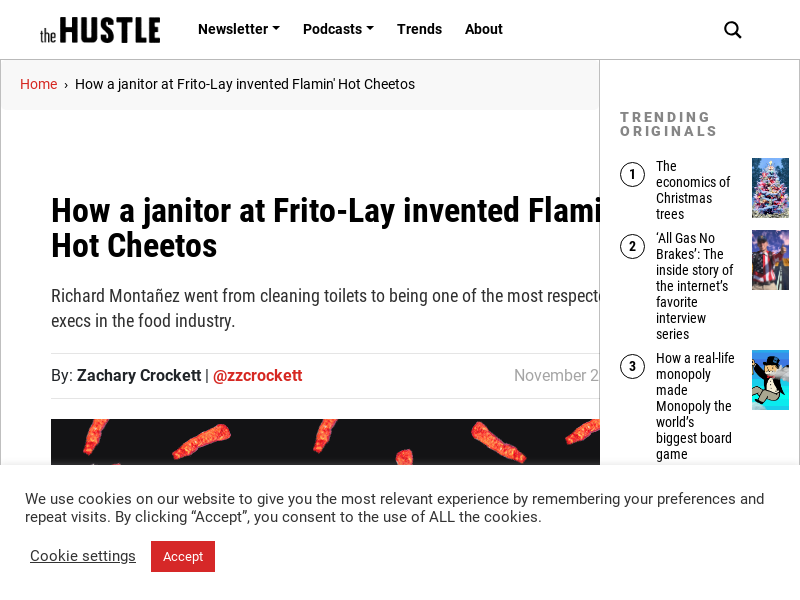 the HUSTLE
Newsletter
Podcasts
Trends
About
Home › How a janitor at Frito-Lay invented Flamin' Hot Cheetos
How a janitor at Frito-Lay invented
Hot Cheetos
Richard Montañez went from cleaning toilets to being one of the most
execs in the food industry.
By: Zachary Crockett | @zzcrockett
November
TRENDING
ORIGINALS
1
The
economics of
Christmas
trees
2
‘All Gas No
Brakes’: The
inside story of
the internet’s
favorite
interview
series
3
How a real-life
monopoly
made
Monopoly the
world’s
biggest board
game
We use cookies on our website to give you the most relevant experience by remembering your preferences and
repeat visits. By clicking “Accept”, you consent to the use of ALL the cookies.
Cookie settings
Accept